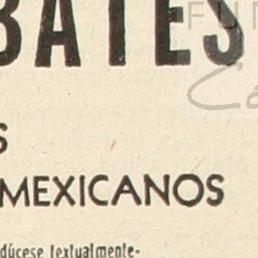 BATES
S
MEXICANOS
dúcese textualmente-